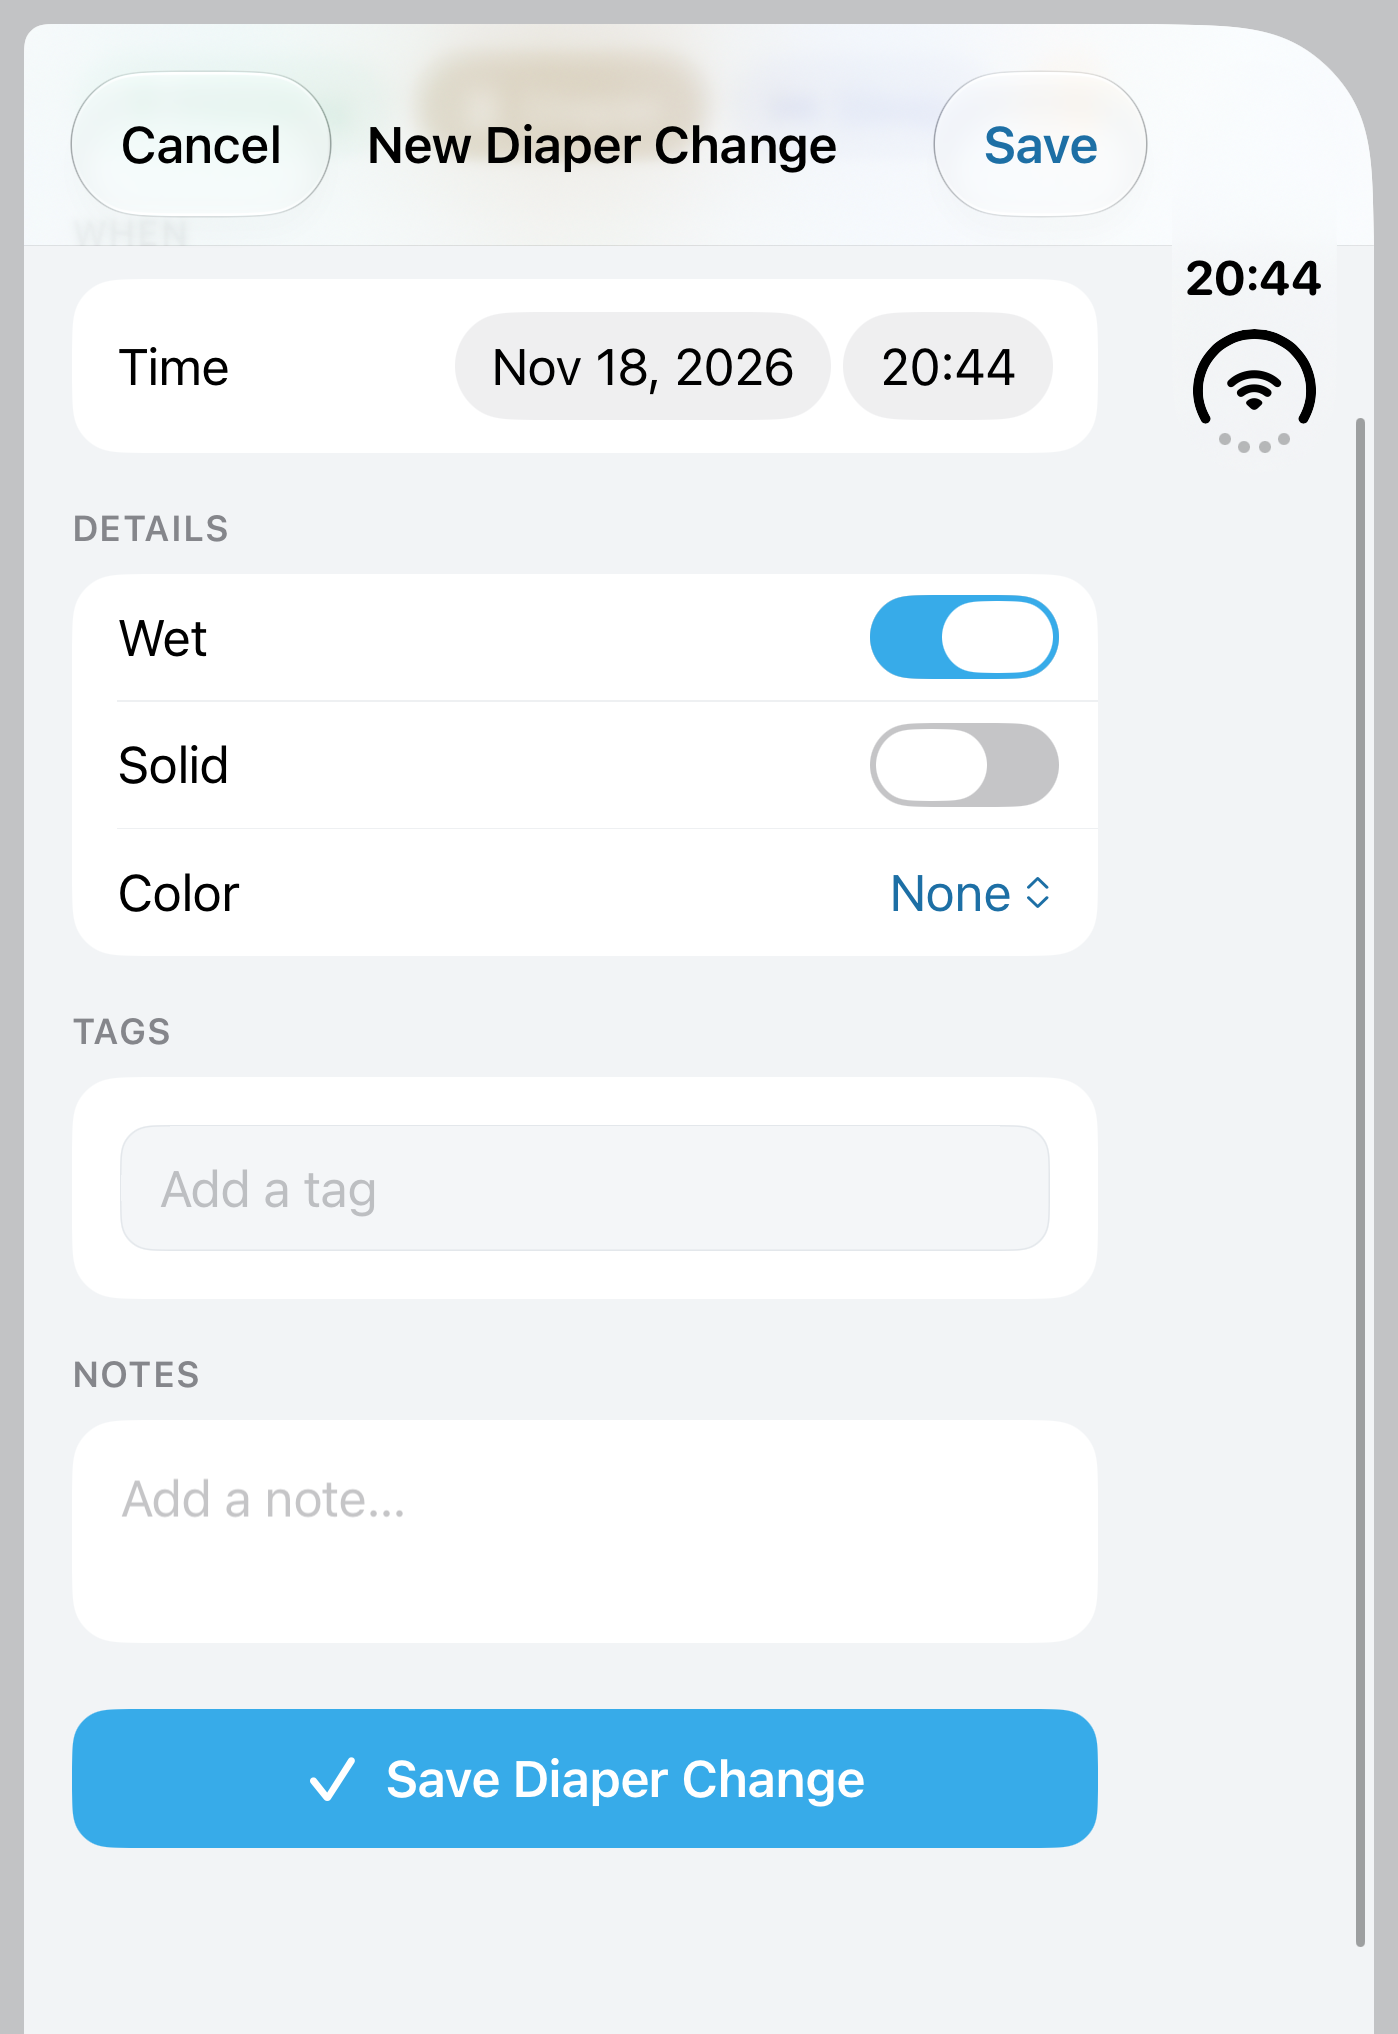 Cancel
New Diaper Change
Save
WHEN
20:44
Time
Nov 18, 2026
20:44
DETAILS
Wet
Solid
Color
None
TAGS
Add a tag
NOTES
Add a note...
Save Diaper Change